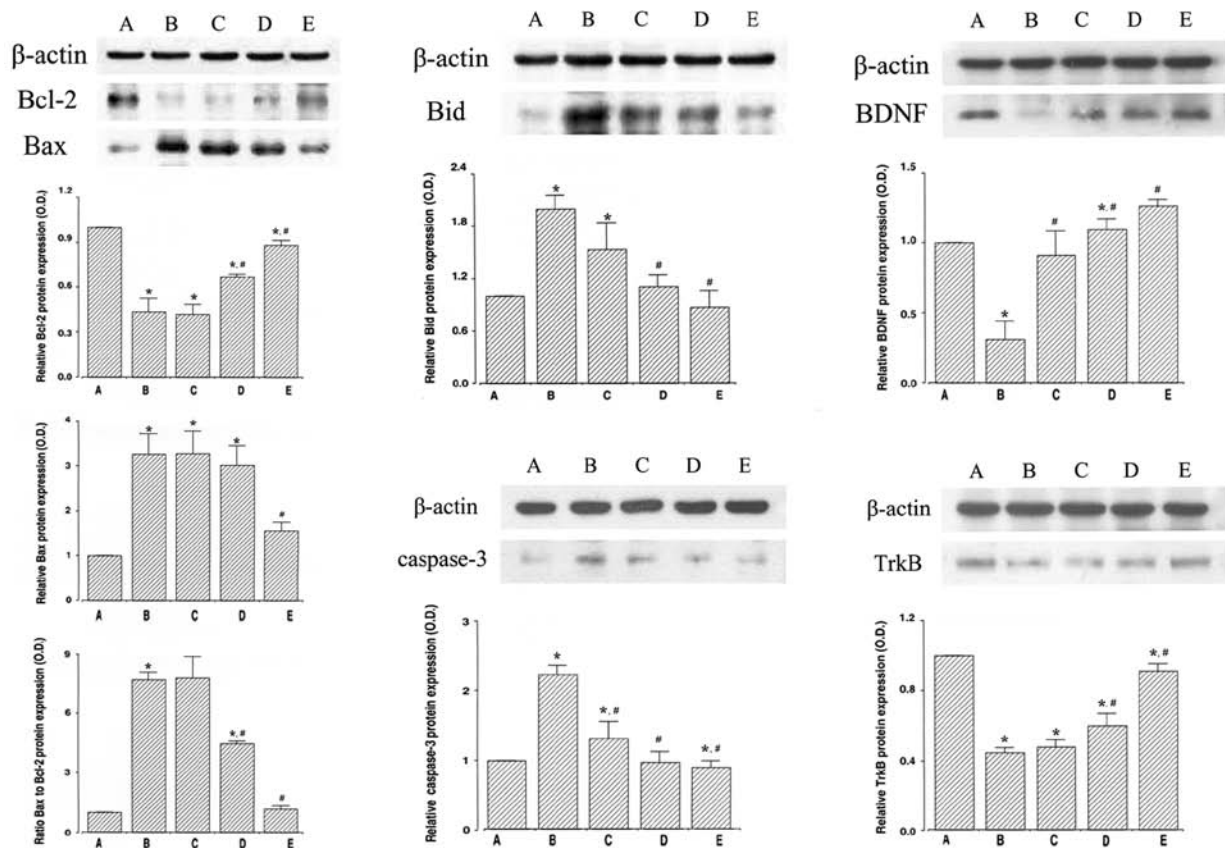 A B C D E
β-actin
Bcl-2
Bax
Relative Bcl-2 protein expression (O.D.)
1.2
0.9
0.6
0.3
0.0
* * *,# *,#
A B C D E
Relative Bax protein expression (O.D.)
4
3
2
1
0
* * * #
A B C D E
Ratio Bax to Bcl-2 protein expression (O.D.)
9
6
3
0
* *,# #
A B C D E
A B C D E
β-actin
Bid
Relative Bid protein expression (O.D.)
2.4
1.8
1.2
0.6
0.0
* * # #
A B C D E
A B C D E
β-actin
caspase-3
Relative caspase-3 protein expression (O.D.)
3
2
1
0
* *,# # *,#
A B C D E
A B C D E
β-actin
BDNF
Relative BDNF protein expression (O.D.)
1.5
1.0
0.5
0.0
* # *,# #
A B C D E
A B C D E
β-actin
TrkB
Relative TrkB protein expression (O.D.)
1.2
0.8
0.4
0.0
* * *,# *,#
A B C D E